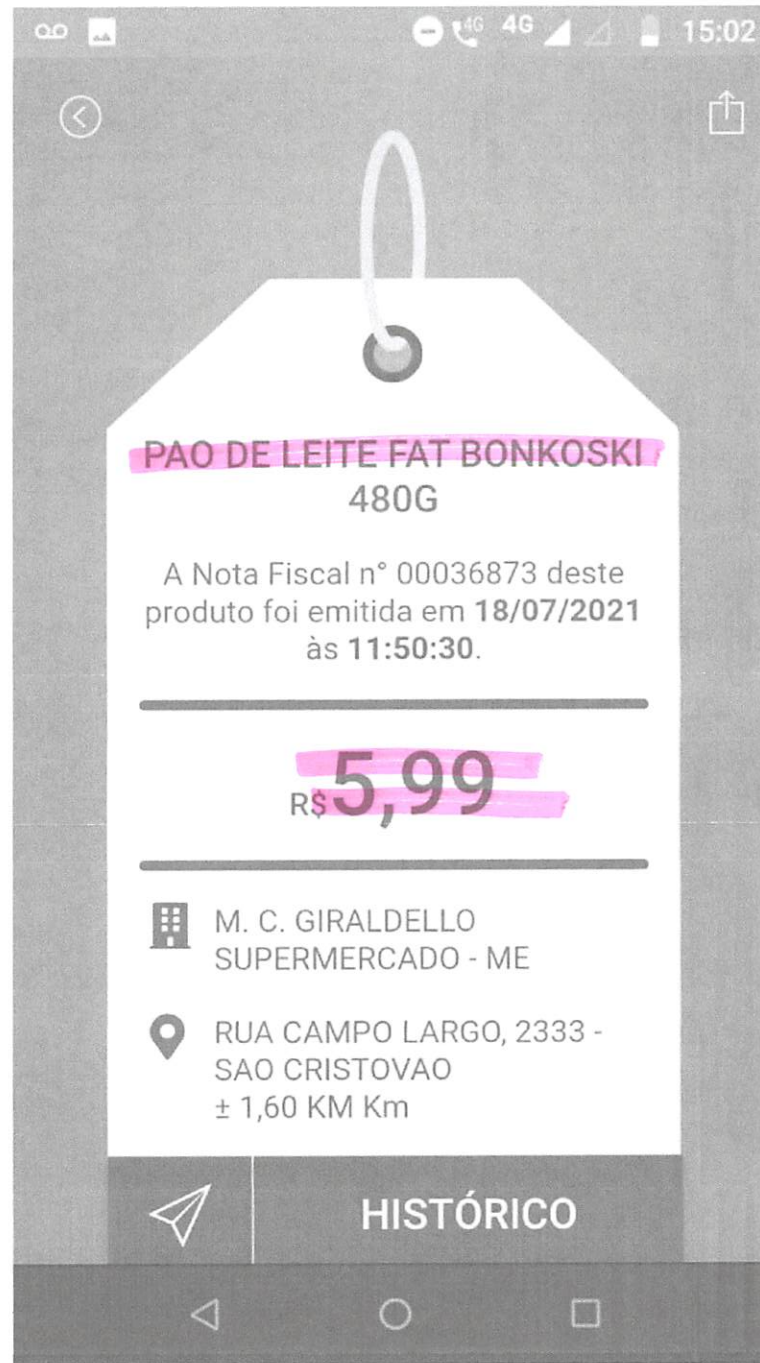 4G 4G 15:02
PAO DE LEITE FAT BONKOSKI
480G
A Nota Fiscal n° 00036873 deste
produto foi emitida em 18/07/2021
às 11:50:30.
R$ 5,99
M. C. GIRALDELLO
SUPERMERCADO - ME
RUA CAMPO LARGO, 2333 -
SAO CRISTOVAO
± 1,60 KM Km
HISTÓRICO